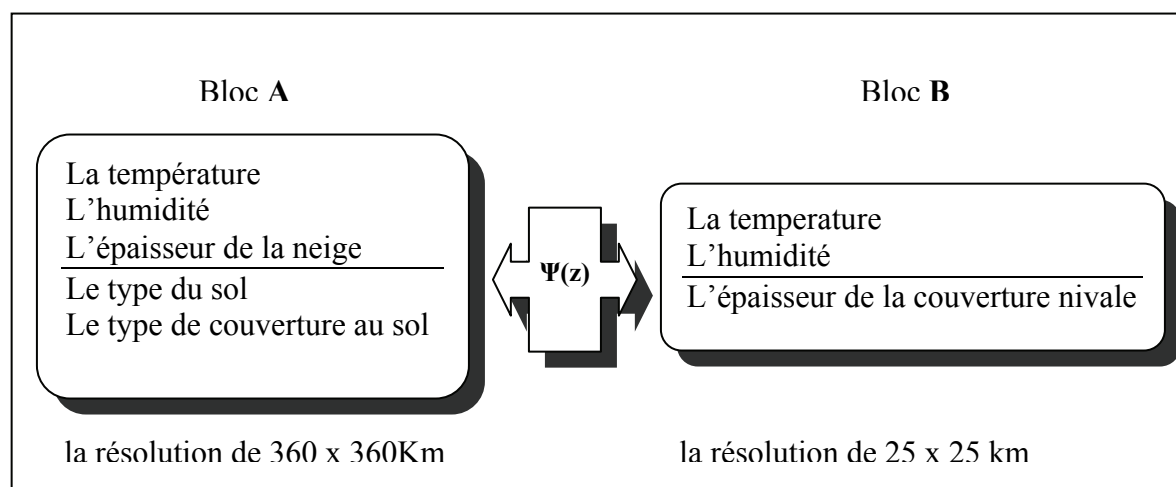 Bloc A
Bloc B
La température
L’humidité
L’épaisseur de la neige
Le type du sol
Le type de couverture au sol
Ψ(z)
La temperature
L’humidité
L’épaisseur de la couverture nivale
la résolution de 360 x 360Km
la résolution de 25 x 25 km